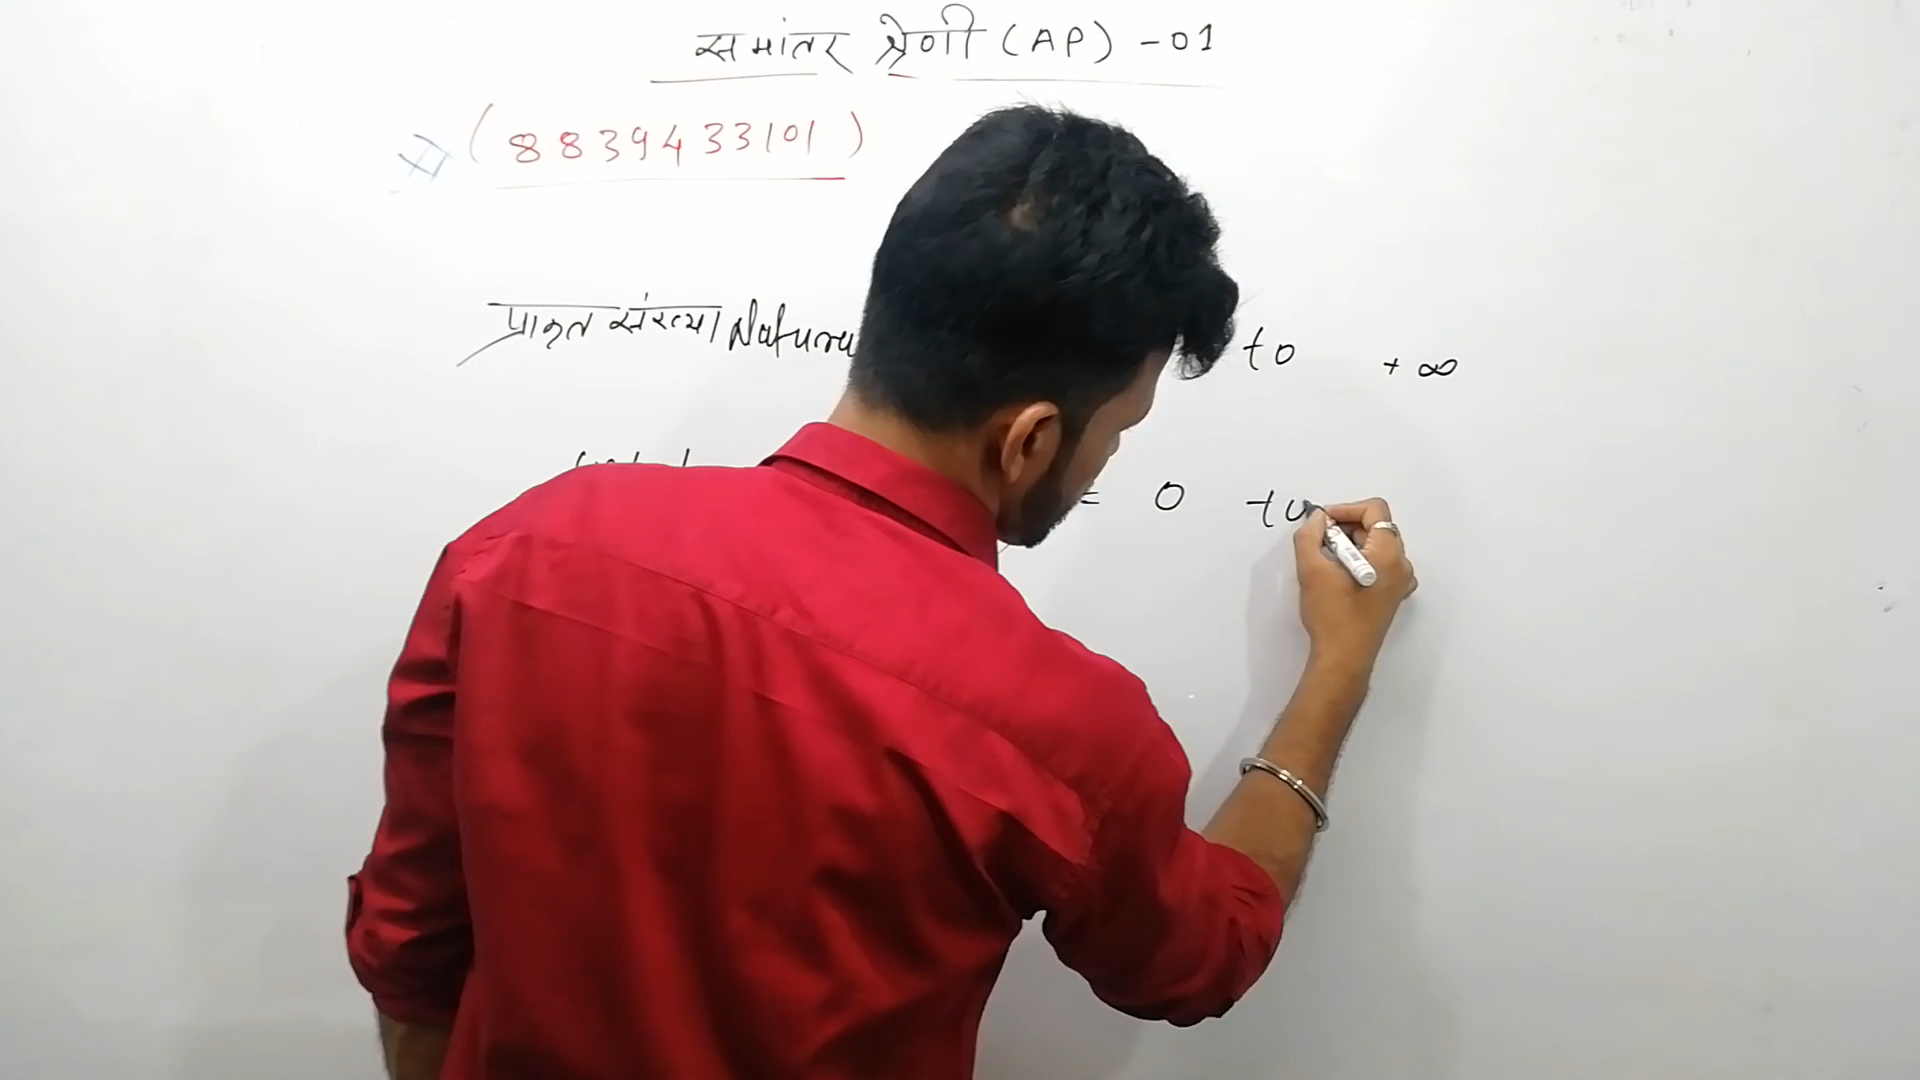 समांतर श्रेणी (AP) -01
(8839433101)
प्राकृत संख्या Natura to +∞
= 0 to